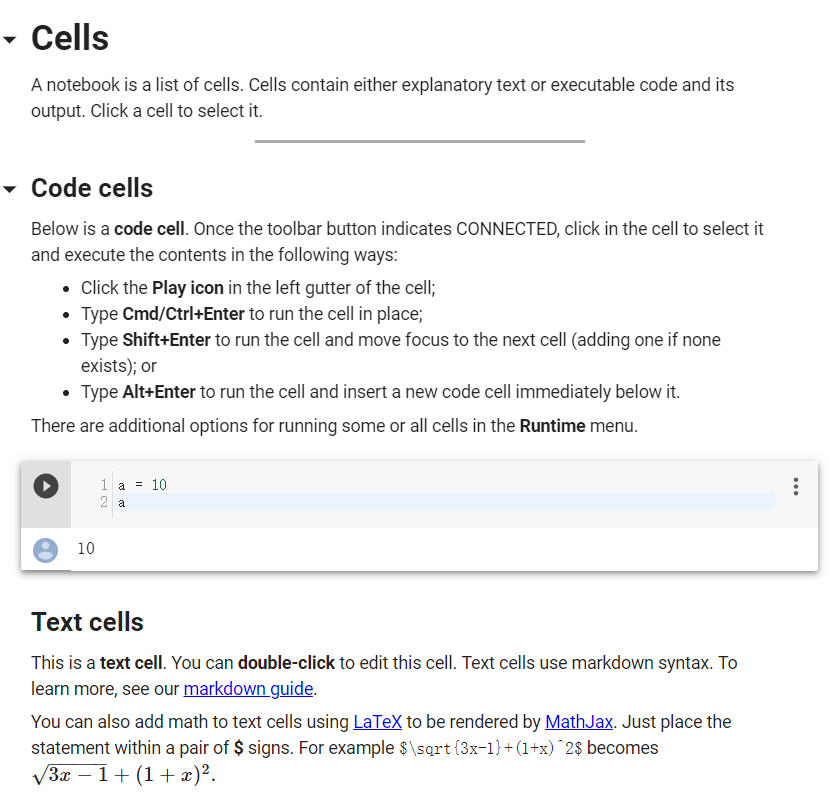 Cells
A notebook is a list of cells. Cells contain either explanatory text or executable code and its
output. Click a cell to select it.
Code cells
Below is a code cell. Once the toolbar button indicates CONNECTED, click in the cell to select it
and execute the contents in the following ways:
• Click the Play icon in the left gutter of the cell;
• Type Cmd/Ctrl+Enter to run the cell in place;
• Type Shift+Enter to run the cell and move focus to the next cell (adding one if none
exists); or
• Type Alt+Enter to run the cell and insert a new code cell immediately below it.
There are additional options for running some or all cells in the Runtime menu.
1 a = 10
2 a
10
Text cells
This is a text cell. You can double-click to edit this cell. Text cells use markdown syntax. To
learn more, see our markdown guide.
You can also add math to text cells using LaTeX to be rendered by MathJax. Just place the
statement within a pair of $ signs. For example $\sqrt{3x-1}+(1+x)^2$ becomes
√3x − 1 + (1 + x)².